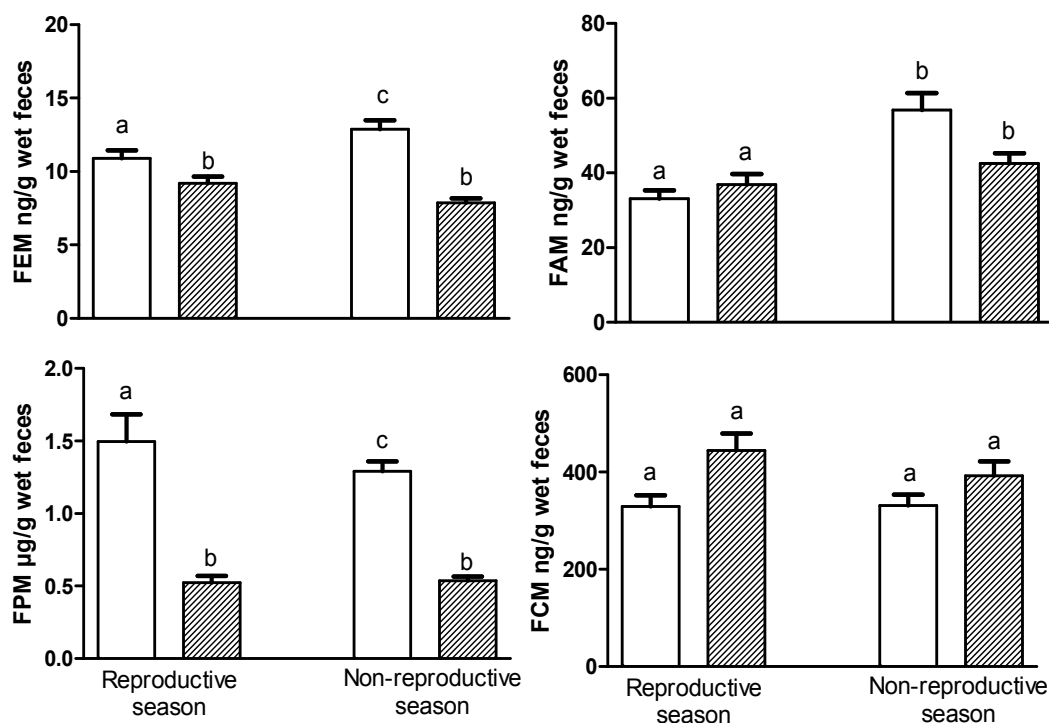 FEM ng/g wet feces
20
15
10
5
0
a
b
c
b
FAM ng/g wet feces
80
60
40
20
0
a
a
b
b
FPM µg/g wet feces
2.0
1.5
1.0
0.5
0.0
a
b
c
b
Reproductive
season
Non-reproductive
season
FCM ng/g wet feces
600
400
200
0
a
a
a
a
Reproductive
season
Non-reproductive
season